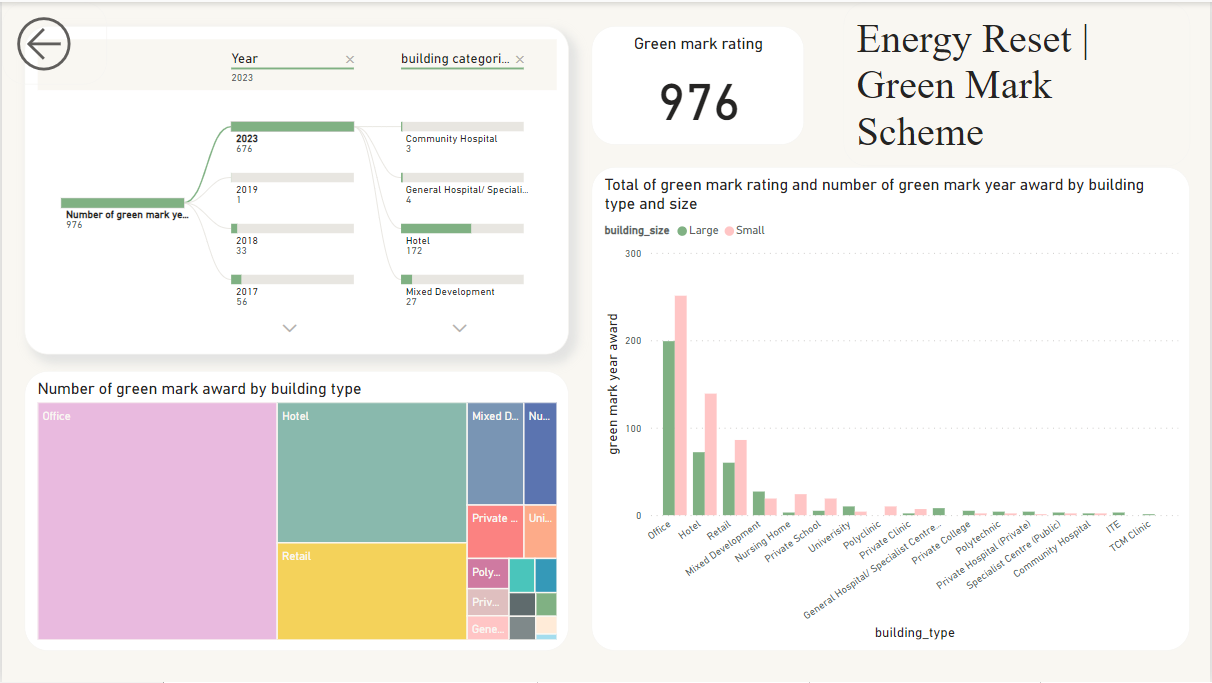 Year
building categori...
2023
2023
676
2019
1
2018
33
2017
56
Number of green mark ye...
976
Community Hospital
3
General Hospital/ Speciali...
4
Hotel
172
Mixed Development
27
Green mark rating
976
Energy Reset |
Green Mark
Scheme
Number of green mark award by building type
Office
Hotel
Retail
Mixed D...
Nu...
Private ...
Uni...
Poly...
Priv...
Gene...
Total of green mark rating and number of green mark year award by building
type and size
building_size Large Small
green mark year award
300
200
100
0
Office
Hotel
Retail
Mixed Development
Nursing Home
Private School
Univerisity
Polyclinic
Private Clinic
General Hospital/ Specialist Centre...
Private College
Polytechnic
Private Hospital (Private)
Specialist Centre (Public)
Community Hospital
ITE
TCM Clinic
building_type